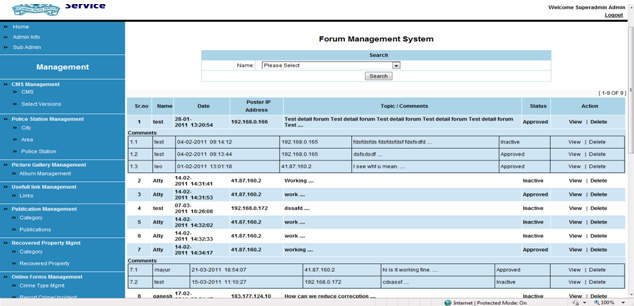 Service
Welcome Superadmin Admin
Logout
Home
Admin Info
Sub Admin
Management
CMS Management
CMS
Select Versions
Police Station Management
City
Area
Police Station
Picture Gallery Management
Album Management
Usefull link Management
Links
Publication Management
Category
Publications
Recovered Property Mgmt
Category
Recovered Property
Online Forms Management
Crime Type Mgmt
Report Crime/Incident
Forum Management System
Search
Name: Please Select
Search
[ 1-9 OF 9 ]
Sr.no Name Date Poster IP Address Topic / Comments Status Action
1 test 28-01-2011 13:20:54 192.168.0.166 Test detail forum Test detail forum Test detail forum Test detail forum Test detail forum Test .... Approved View | Delete
Comments
1.1 test 04-02-2011 09:14:12 192.168.0.165 Inactive View | Delete
1.2 test 04-02-2011 09:13:44 192.168.0.165 dsfcdsdf ... Approved View | Delete
1.3 leo 01-02-2011 13:01:18 41.87.160.2 I see wht u mean. ... Approved View | Delete
2 Atty 14-02-2011 14:31:41 41.87.160.2 Working .... Inactive View | Delete
3 Atty 14-02-2011 14:31:53 41.87.160.2 work .... Approved View | Delete
4 test 07-03-2011 16:26:08 192.168.0.172 dssafd .... Inactive View | Delete
5 Atty 14-02-2011 14:32:02 41.87.160.2 work .... Inactive View | Delete
6 Atty 14-02-2011 14:32:33 41.87.160.2 work .... Inactive View | Delete
7 Atty 14-02-2011 14:34:17 41.87.160.2 working .... Approved View | Delete
Comments
7.1 majur 21-03-2011 18:54:07 41.87.160.2 hi is it working fine. ... Approved View | Delete
7.2 test 15-03-2011 11:10:27 192.168.0.172 cdxassf ... Inactive View | Delete
8 ganesh 17-02- 183.177.124.10 How can we reduce correcation .... Inactive View | Delete
Internet | Protected Mode: On
100%